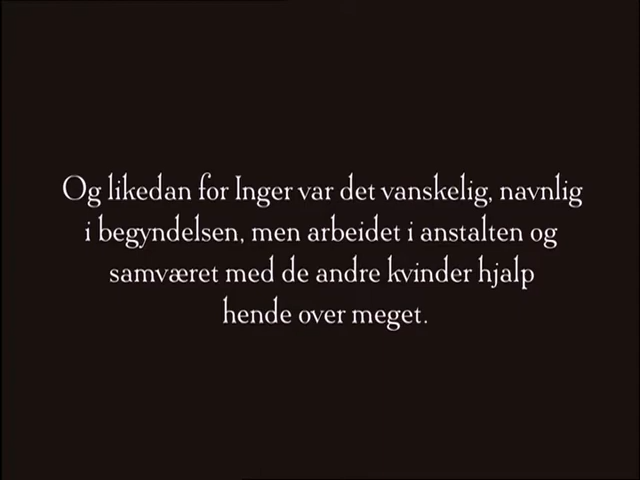 Og likedan for Inger var det vanskelig, navnlig
i begyndelsen, men arbeidet i anstalten og
samværet med de andre kvinder hjalp
hende over meget.